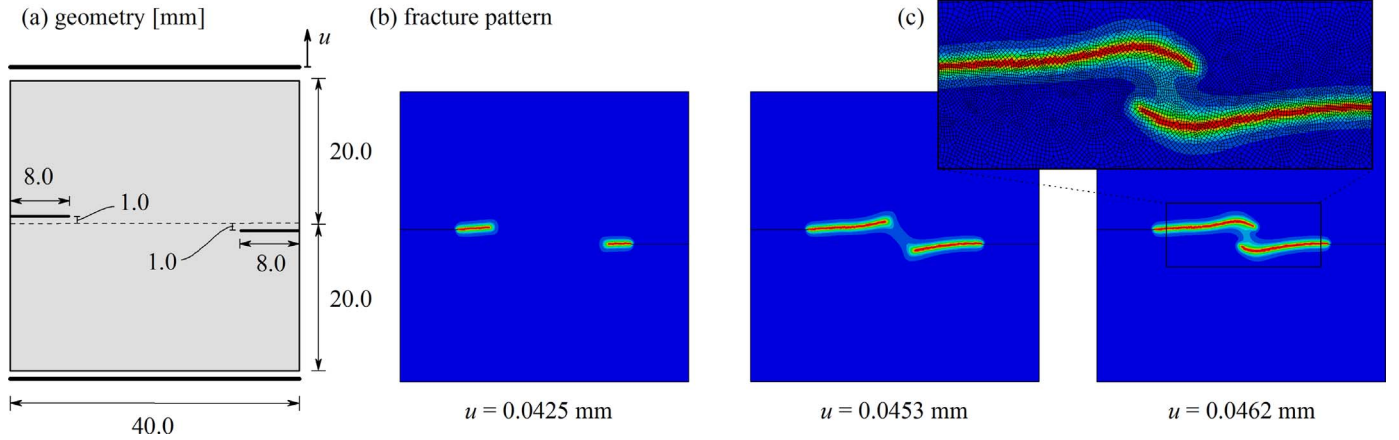 (a) geometry [mm]
u
20.0
8.0
1.0
1.0
8.0
20.0
40.0
(b) fracture pattern
(c)
u = 0.0425 mm
u = 0.0453 mm
u = 0.0462 mm